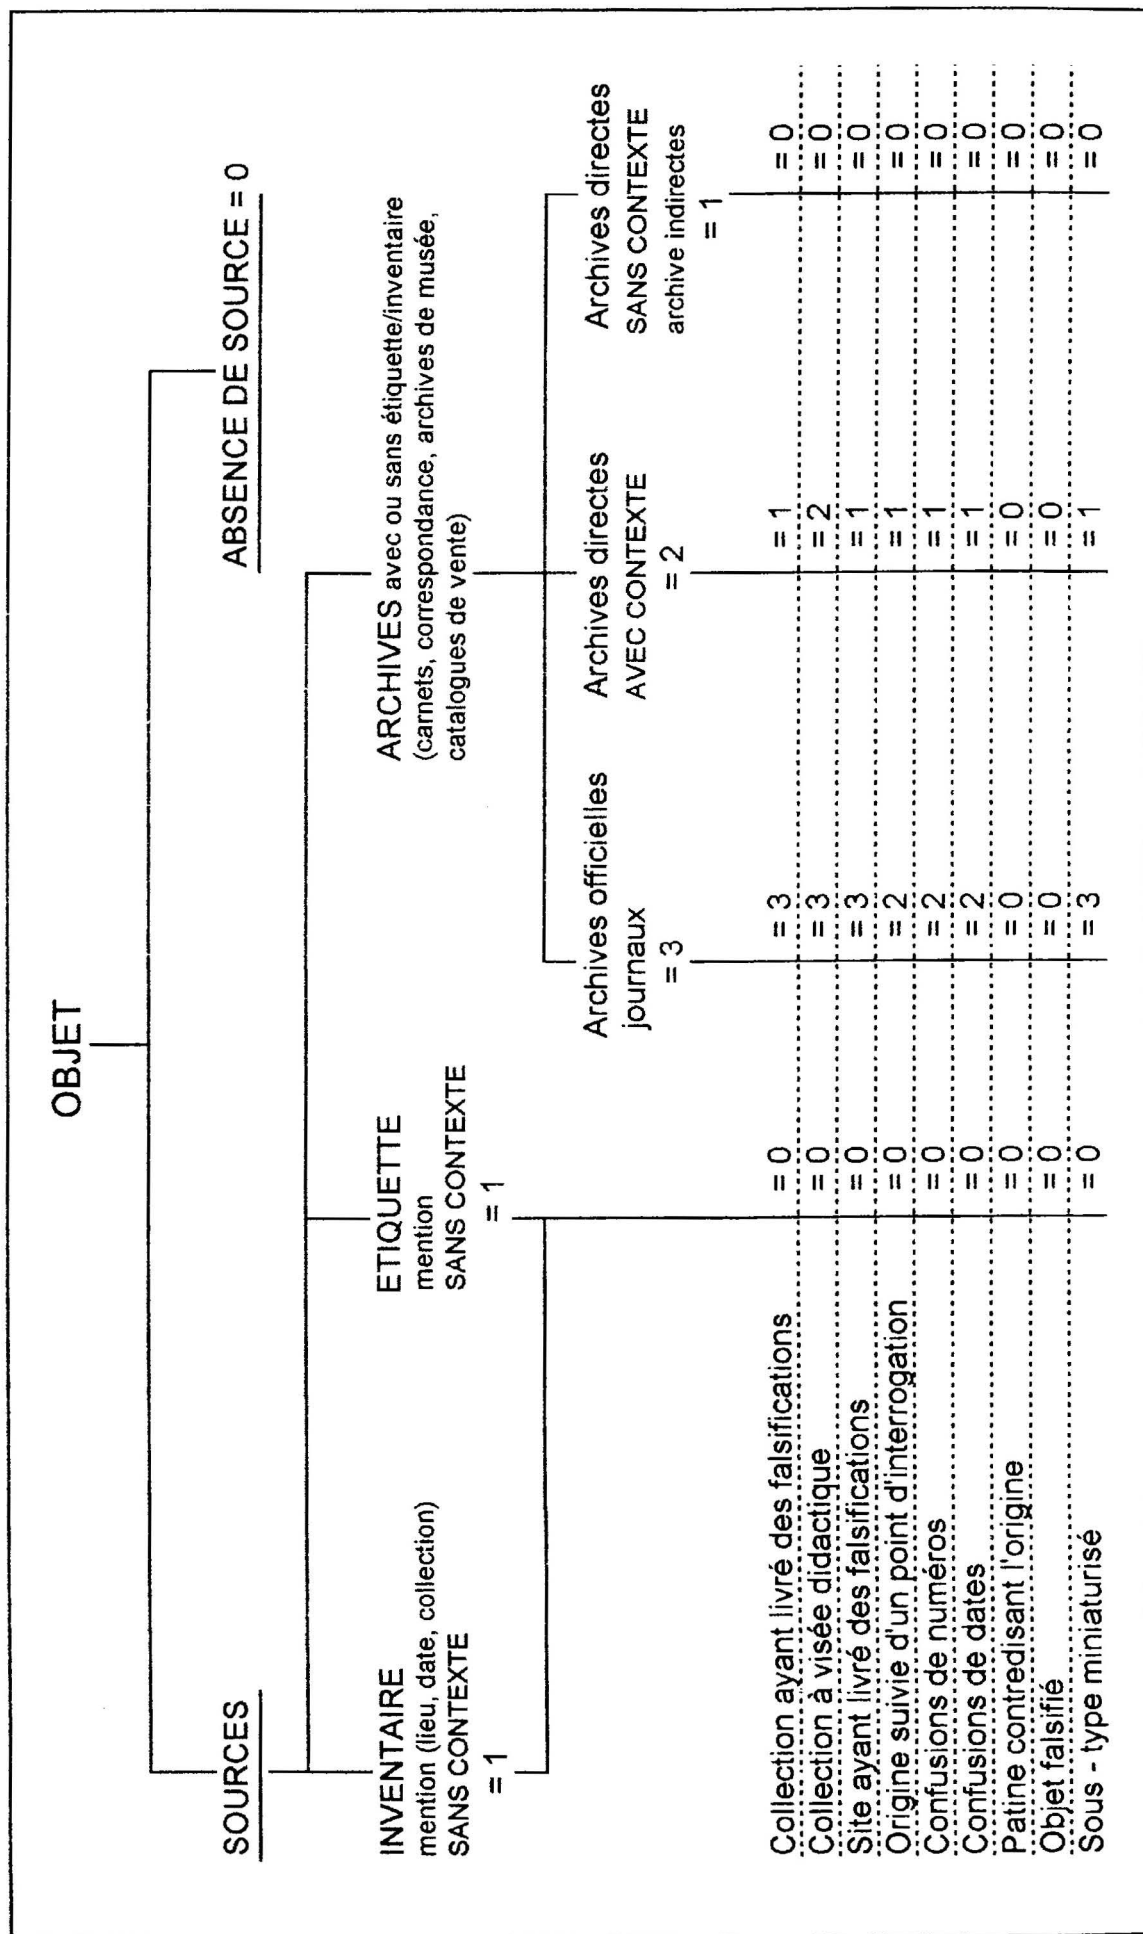 OBJET
SOURCES
ABSENCE DE SOURCE = 0
INVENTAIRE
mention (lieu, date, collection)
SANS CONTEXTE
= 1
ETIQUETTE
mention
SANS CONTEXTE
= 1
ARCHIVES avec ou sans étiquette/inventaire
(carnets, correspondance, archives de musée,
catalogues de vente)
Archives officielles
journaux
= 3
Archives directes
AVEC CONTEXTE
= 2
Archives directes
SANS CONTEXTE
archive indirectes
= 1
Collection ayant livré des falsifications = 0 = 3 = 1 = 0
Collection à visée didactique = 0 = 3 = 2 = 0
Site ayant livré des falsifications = 0 = 3 = 1 = 0
Origine suivie d'un point d'interrogation = 0 = 2 = 1 = 0
Confusions de numéros = 0 = 2 = 1 = 0
Confusions de dates = 0 = 2 = 1 = 0
Patine contredisant l'origine = 0 = 0 = 0 = 0
Objet falsifié = 0 = 0 = 0 = 0
Sous - type miniaturisé = 0 = 3 = 1 = 0